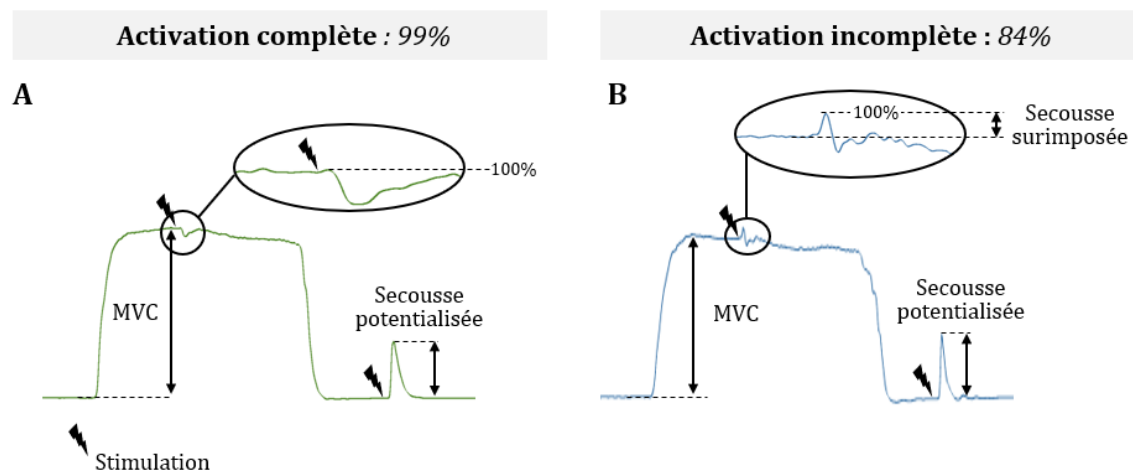 Activation complète : 99%
Activation incomplète : 84%
A
100%
MVC
Secousse
potentialisée
Stimulation
B
100%
Secousse
surimposée
MVC
Secousse
potentialisée